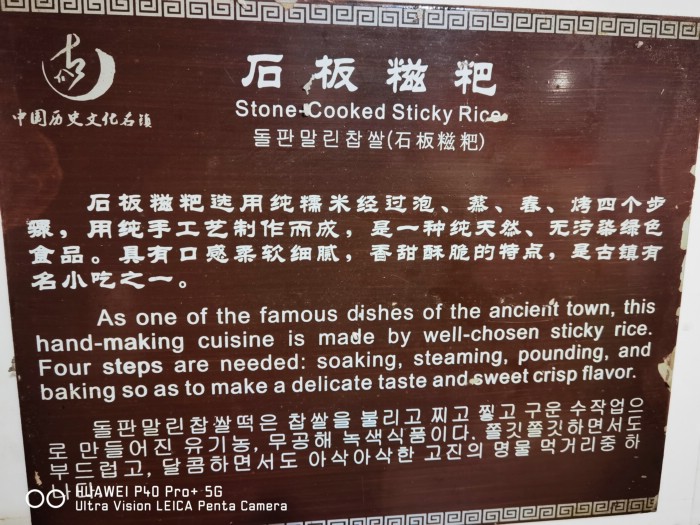 中国历史文化名镇
石板糍粑
Stone-Cooked Sticky Rice
돌판말린찹쌀(石板糍粑)
石板糍粑选用纯糯米经过泡、蒸、舂、烤四个步
骤，用纯手工艺制作而成，是一种纯天然、无污染绿色
食品。具有口感柔软细腻，香甜酥脆的特点，是古镇有
名小吃之一。
As one of the famous dishes of the ancient town, this
hand-making cuisine is made by well-chosen sticky rice.
Four steps are needed: soaking, steaming, pounding, and
baking so as to make a delicate taste and sweet crisp flavor.
돌판말린찹쌀떡은 찹쌀을 불리고 찌고 찧고 구운 수작업으
로 만들어진 유기농, 무공해 녹색식품이다. 쫄깃쫄깃하면서도
부드럽고, 달콤하면서도 아삭아삭한 고진의 명물 먹거리중 하
HUAWEI P40 Pro+ 5G
Ultra Vision LEICA Penta Camera